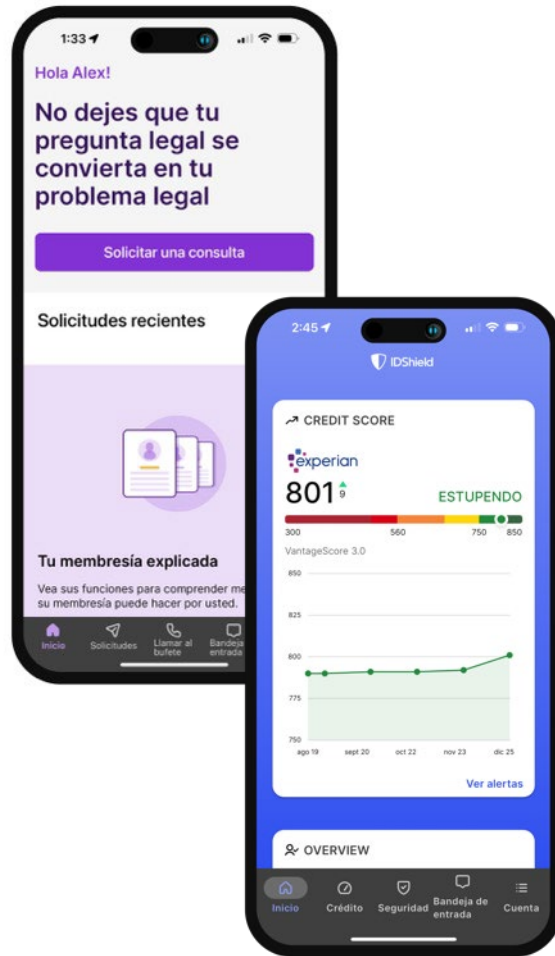 1:33
Hola Alex!
No dejes que tu
pregunta legal se
convierta en tu
problema legal
Solicitar una consulta
Solicitudes recientes
Tu membresía explicada
Vea sus funciones para comprender
su membresía puede hacer por usted.
Inicio
Solicitudes
Llamar al
bufete
Bandeja
entrada
2:45
IDShield
CREDIT SCORE
experian
801 9
ESTUPENDO
300 560 750 850
VantageScore 3.0
850
825
800
775
750
ago 19 sept 20 oct 22 nov 23 dic 25
Ver alertas
OVERVIEW
Inicio
Crédito
Seguridad
Bandeja de
entrada
Cuenta